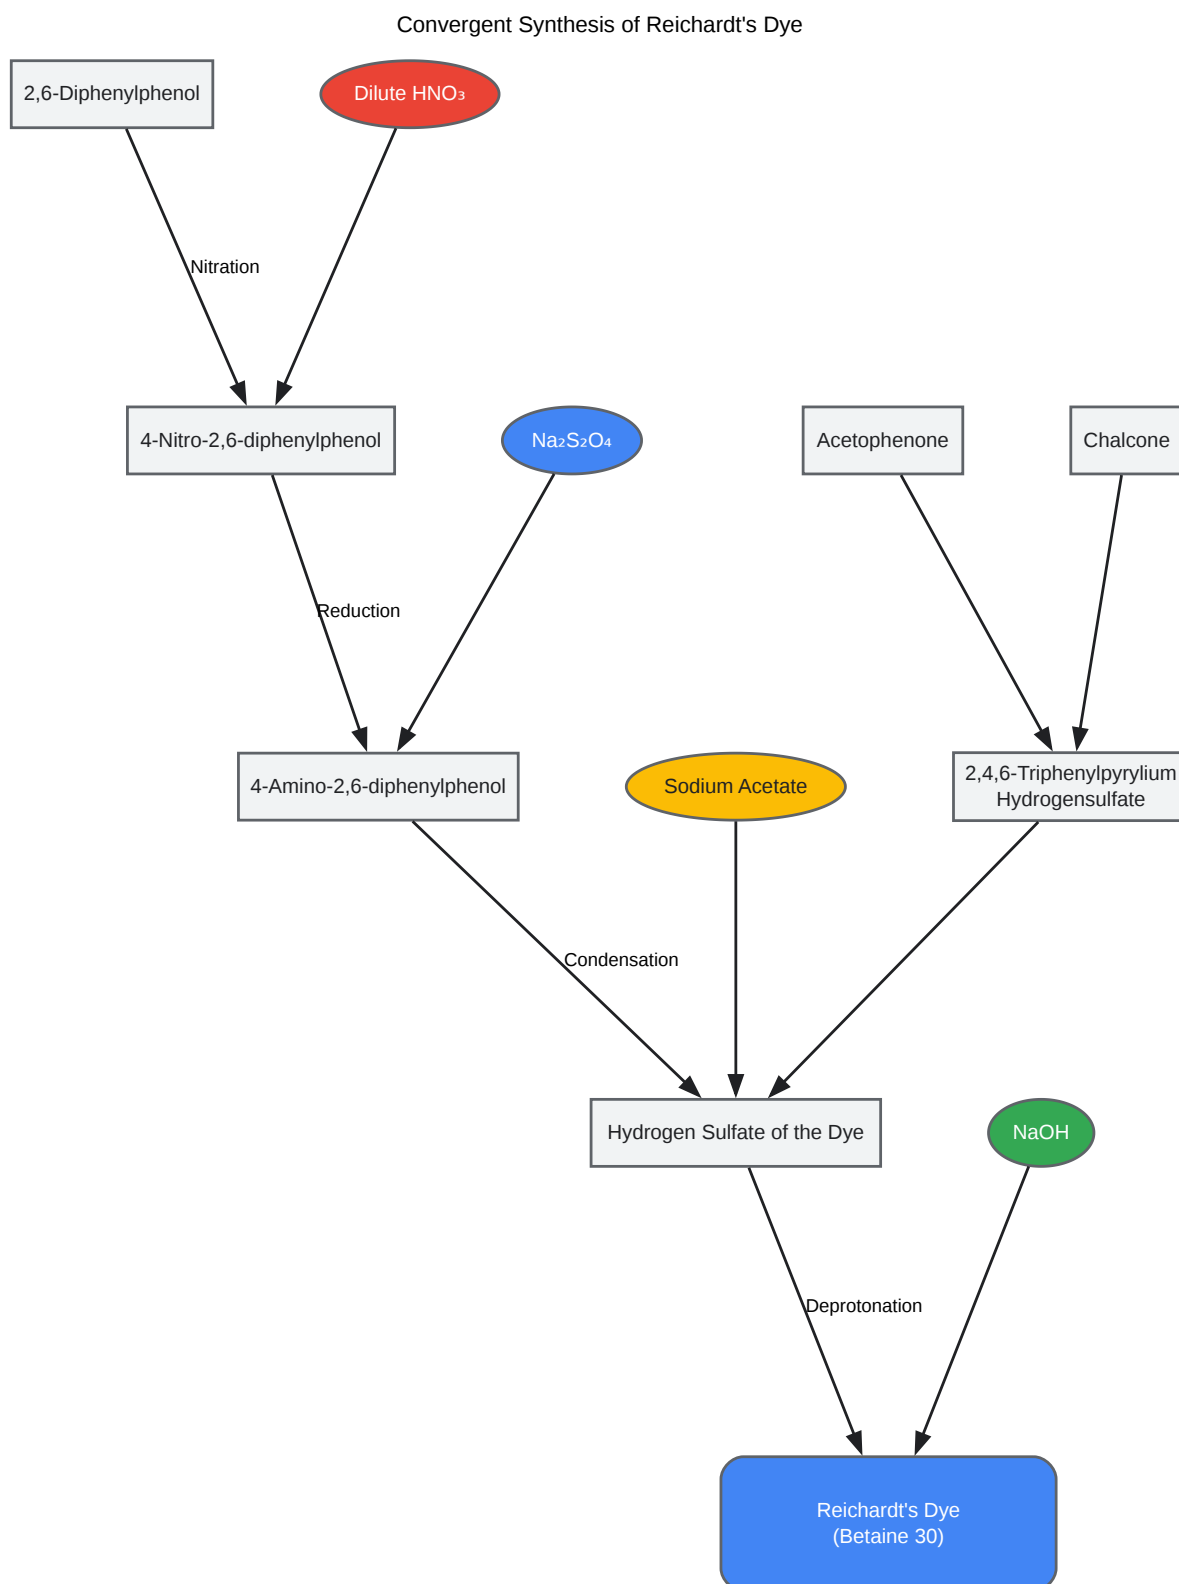 Convergent Synthesis of Reichardt's Dye
2,6-Diphenylphenol
Dilute HNO₃
Nitration
4-Nitro-2,6-diphenylphenol
Na₂S₂O₄
Acetophenone
Chalcone
Reduction
4-Amino-2,6-diphenylphenol
Sodium Acetate
2,4,6-Triphenylpyrylium
Hydrogensulfate
Condensation
Hydrogen Sulfate of the Dye
NaOH
Deprotonation
Reichardt's Dye
(Betaine 30)